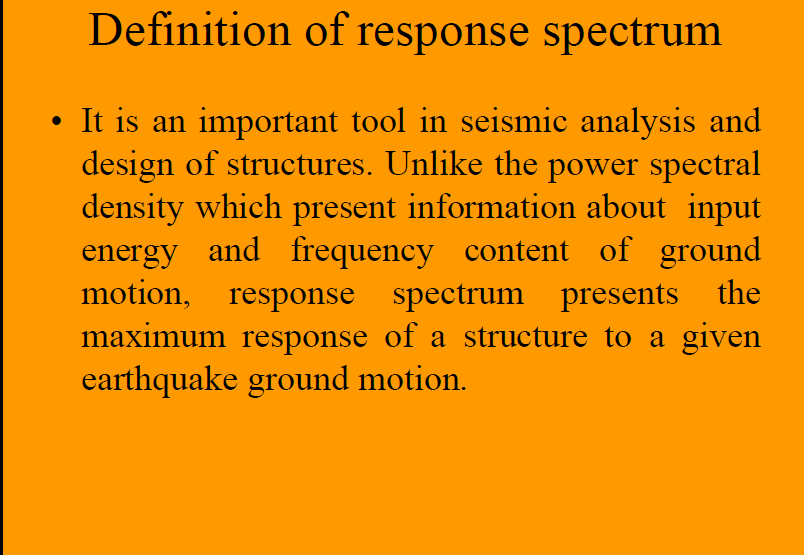 Definition of response spectrum
• It is an important tool in seismic analysis and
design of structures. Unlike the power spectral
density which present information about input
energy and frequency content of ground
motion, response spectrum presents the
maximum response of a structure to a given
earthquake ground motion.